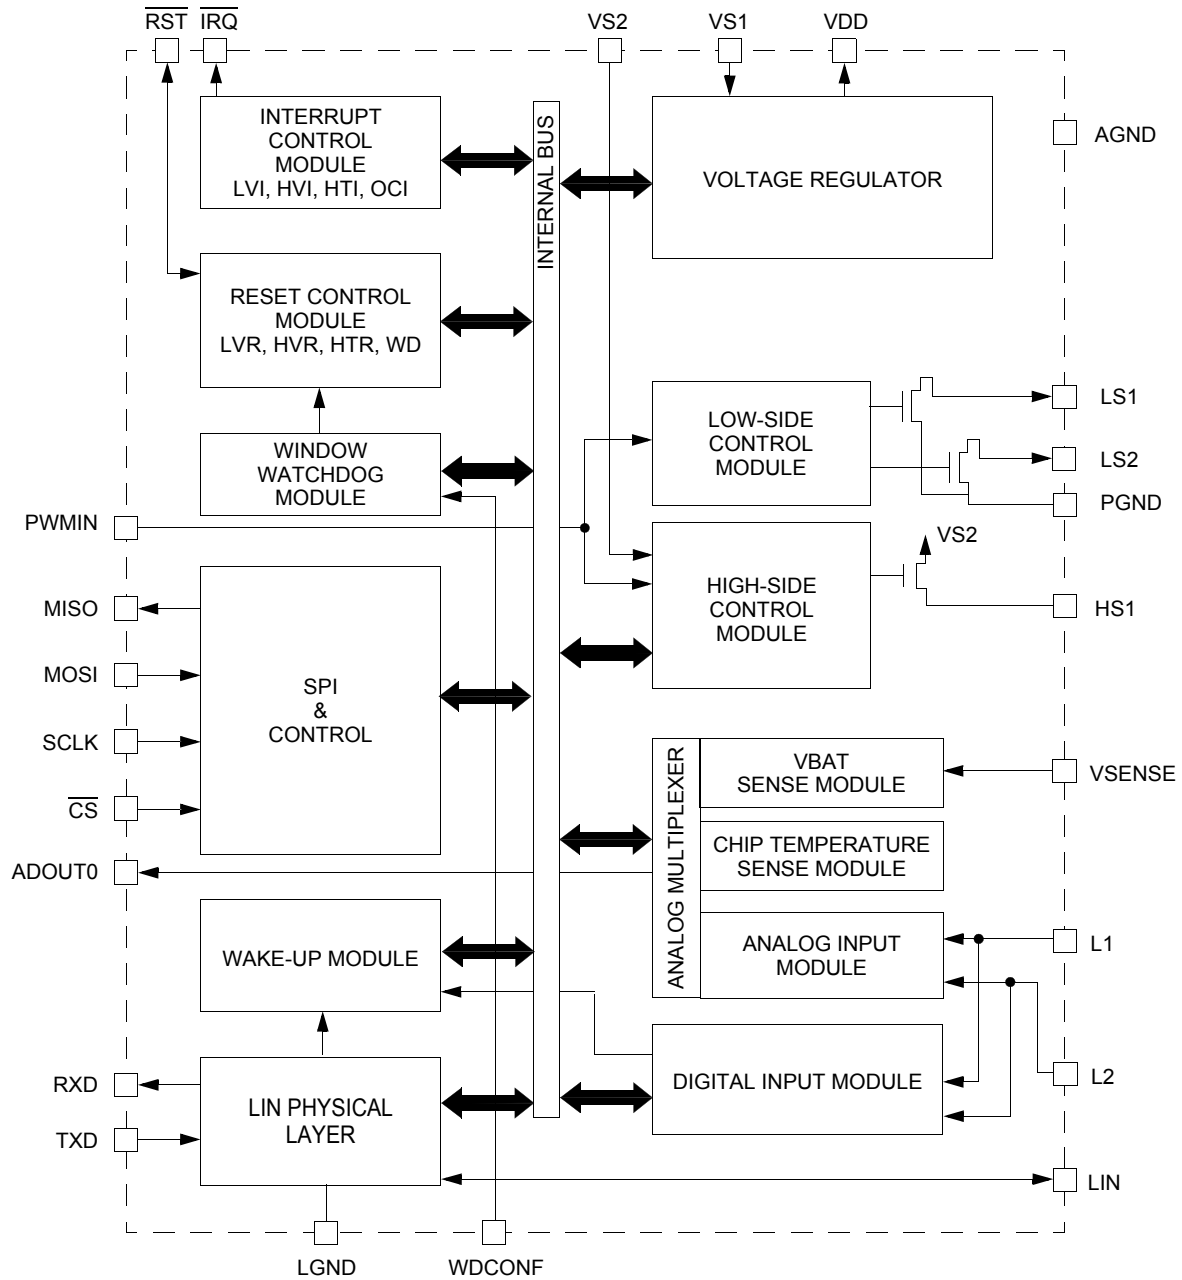 RST IRQ VS2 VS1 VDD
INTERRUPT
CONTROL
MODULE
LVI, HVI, HTI, OCI
INTERNAL BUS
VOLTAGE REGULATOR
AGND
RESET CONTROL
MODULE
LVR, HVR, HTR, WD
WINDOW
WATCHDOG
MODULE
LOW-SIDE
CONTROL
MODULE
LS1
LS2
PGND
PWMIN
HIGH-SIDE
CONTROL
MODULE
VS2
HS1
MISO
MOSI
SCLK
CS
SPI
&
CONTROL
ADOUT0
ANALOG MULTIPLEXER
VBAT
SENSE MODULE
VSENSE
CHIP TEMPERATURE
SENSE MODULE
ANALOG INPUT
MODULE
L1
WAKE-UP MODULE
DIGITAL INPUT MODULE
L2
RXD
TXD
LIN PHYSICAL
LAYER
LIN
LGND WDCONF